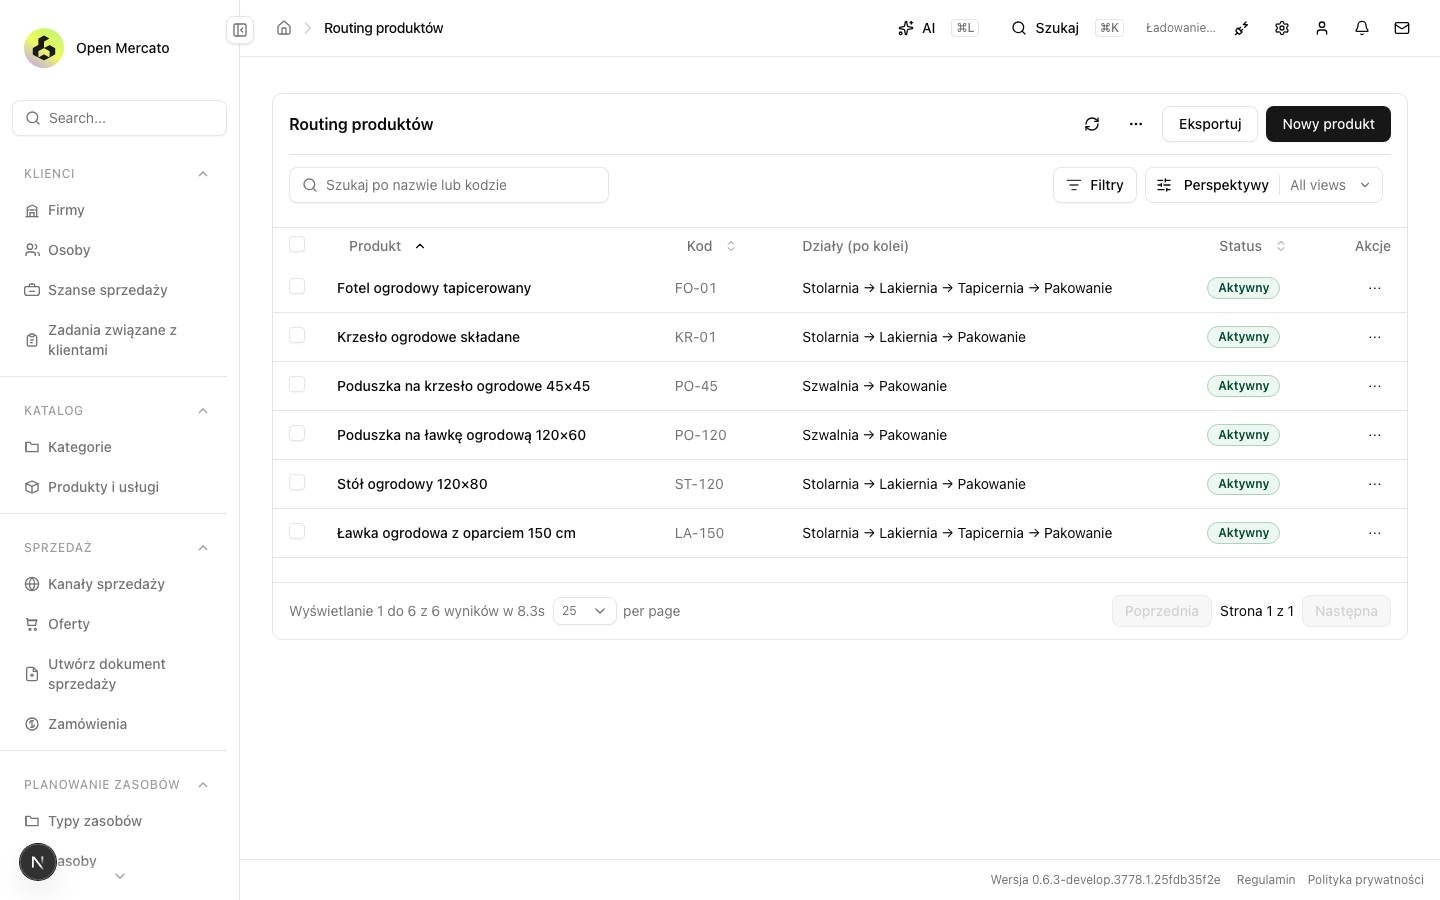 Open Mercato
Search...
KLIENCI
Firmy
Osoby
Szanse sprzedaży
Zadania związane z
klientami
KATALOG
Kategorie
Produkty i usługi
SPRZEDAŻ
Kanały sprzedaży
Oferty
Utwórz dokument
sprzedaży
Zamówienia
PLANOWANIE ZASOBÓW
Typy zasobów
asoby
N
Routing produktów
AI ⌘L Szukaj ⌘K Ładowanie...
Routing produktów
Eksportuj Nowy produkt
Szukaj po nazwie lub kodzie
Filtry Perspektywy All views
Produkt Kod Działy (po kolei) Status Akcje
Fotel ogrodowy tapicerowany FO-01 Stolarnia → Lakiernia → Tapicernia → Pakowanie Aktywny ...
Krzesło ogrodowe składane KR-01 Stolarnia → Lakiernia → Pakowanie Aktywny ...
Poduszka na krzesło ogrodowe 45×45 PO-45 Szwalnia → Pakowanie Aktywny ...
Poduszka na ławkę ogrodową 120×60 PO-120 Szwalnia → Pakowanie Aktywny ...
Stół ogrodowy 120×80 ST-120 Stolarnia → Lakiernia → Pakowanie Aktywny ...
Ławka ogrodowa z oparciem 150 cm LA-150 Stolarnia → Lakiernia → Tapicernia → Pakowanie Aktywny ...
Wyświetlanie 1 do 6 z 6 wyników w 8.3s 25 per page
Poprzednia Strona 1 z 1 Następna
Wersja 0.6.3-develop.3778.1.25fdb35f2e Regulamin Polityka prywatności